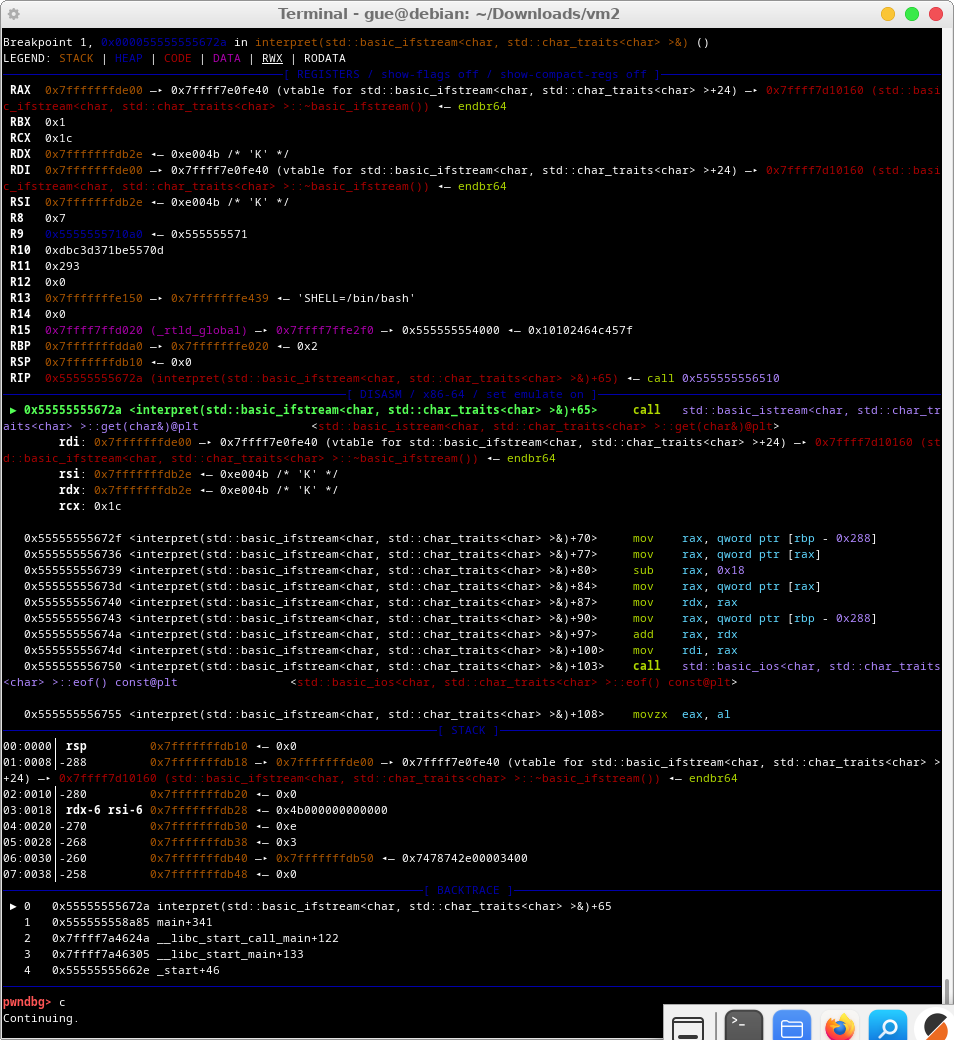 Terminal - gue@debian: ~/Downloads/vm2
Breakpoint 1, 0x000055555555672a in interpret(std::basic_ifstream<char, std::char_traits<char> >&) ()
LEGEND: STACK | HEAP | CODE | DATA | RWX | RODATA
[ REGISTERS / show-flags off / show-compact-regs off ]
RAX  0x7fffffffde00 —▸ 0x7ffff7e0fe40 (vtable for std::basic_ifstream<char, std::char_traits<char> >+24) —▸ 0x7ffff7d10160 (std::basi
c_ifstream<char, std::char_traits<char> >::~basic_ifstream()) ◂— endbr64
RBX  0x1
RCX  0x1c
RDX  0x7fffffffdb2e ◂— 0xe004b /* 'K' */
RDI  0x7fffffffde00 —▸ 0x7ffff7e0fe40 (vtable for std::basic_ifstream<char, std::char_traits<char> >+24) —▸ 0x7ffff7d10160 (std::basi
c_ifstream<char, std::char_traits<char> >::~basic_ifstream()) ◂— endbr64
RSI  0x7fffffffdb2e ◂— 0xe004b /* 'K' */
R8   0x7
R9   0x5555555710a0 ◂— 0x555555571
R10  0xdbc3d371be5570d
R11  0x293
R12  0x0
R13  0x7fffffffe150 —▸ 0x7fffffffe439 ◂— 'SHELL=/bin/bash'
R14  0x0
R15  0x7ffff7ffd020 (_rtld_global) —▸ 0x7ffff7ffe2f0 —▸ 0x555555554000 ◂— 0x10102464c457f
RBP  0x7fffffffdda0 —▸ 0x7fffffffe020 ◂— 0x2
RSP  0x7fffffffdb10 ◂— 0x0
RIP  0x55555555672a (interpret(std::basic_ifstream<char, std::char_traits<char> >&)+65) ◂— call 0x555555556510
[ DISASM / x86-64 / set emulate on ]
► 0x55555555672a <interpret(std::basic_ifstream<char, std::char_traits<char> >&)+65>     call   std::basic_istream<char, std::char_tr
aits<char> >::get(char&)@plt                <std::basic_istream<char, std::char_traits<char> >::get(char&)@plt>
rdi: 0x7fffffffde00 —▸ 0x7ffff7e0fe40 (vtable for std::basic_ifstream<char, std::char_traits<char> >+24) —▸ 0x7ffff7d10160 (st
d::basic_ifstream<char, std::char_traits<char> >::~basic_ifstream()) ◂— endbr64
rsi: 0x7fffffffdb2e ◂— 0xe004b /* 'K' */
rdx: 0x7fffffffdb2e ◂— 0xe004b /* 'K' */
rcx: 0x1c
0x55555555672f <interpret(std::basic_ifstream<char, std::char_traits<char> >&)+70>     mov    rax, qword ptr [rbp - 0x288]
0x555555556736 <interpret(std::basic_ifstream<char, std::char_traits<char> >&)+77>     mov    rax, qword ptr [rax]
0x555555556739 <interpret(std::basic_ifstream<char, std::char_traits<char> >&)+80>     sub    rax, 0x18
0x55555555673d <interpret(std::basic_ifstream<char, std::char_traits<char> >&)+84>     mov    rax, qword ptr [rax]
0x555555556740 <interpret(std::basic_ifstream<char, std::char_traits<char> >&)+87>     mov    rdx, rax
0x555555556743 <interpret(std::basic_ifstream<char, std::char_traits<char> >&)+90>     mov    rax, qword ptr [rbp - 0x288]
0x55555555674a <interpret(std::basic_ifstream<char, std::char_traits<char> >&)+97>     add    rax, rdx
0x55555555674d <interpret(std::basic_ifstream<char, std::char_traits<char> >&)+100>    mov    rdi, rax
0x555555556750 <interpret(std::basic_ifstream<char, std::char_traits<char> >&)+103>    call   std::basic_ios<char, std::char_traits
<char> >::eof() const@plt                <std::basic_ios<char, std::char_traits<char> >::eof() const@plt>
0x555555556755 <interpret(std::basic_ifstream<char, std::char_traits<char> >&)+108>    movzx  eax, al
[ STACK ]
00:0000│ rsp         0x7fffffffdb10 ◂— 0x0
01:0008│-288         0x7fffffffdb18 —▸ 0x7fffffffde00 —▸ 0x7ffff7e0fe40 (vtable for std::basic_ifstream<char, std::char_traits<char> >
+24) —▸ 0x7ffff7d10160 (std::basic_ifstream<char, std::char_traits<char> >::~basic_ifstream()) ◂— endbr64
02:0010│-280         0x7fffffffdb20 ◂— 0x0
03:0018│ rdx-6 rsi-6 0x7fffffffdb28 ◂— 0x4b000000000000
04:0020│-270         0x7fffffffdb30 ◂— 0xe
05:0028│-268         0x7fffffffdb38 ◂— 0x3
06:0030│-260         0x7fffffffdb40 —▸ 0x7fffffffdb50 ◂— 0x7478742e00003400
07:0038│-258         0x7fffffffdb48 ◂— 0x0
[ BACKTRACE ]
► 0   0x55555555672a interpret(std::basic_ifstream<char, std::char_traits<char> >&)+65
1   0x555555558a85 main+341
2   0x7ffff7a4624a __libc_start_call_main+122
3   0x7ffff7a46305 __libc_start_main+133
4   0x55555555662e _start+46
pwndbg> c
Continuing.
>_